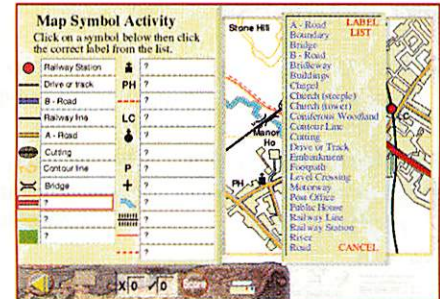 Map Symbol Activity
Click on a symbol below then click
the correct label from the list.
Railway Station
?
Drive or track
PH
?
B - Road
?
Railway line
LC
?
A - Road
?
Cutting
?
Contour line
P
?
Bridge
+
?
?
?
?
?
?
?
?
?
Stone Hill
Manor
Ho
PH
LABEL
LIST
A - Road
Boundary
Bridge
B - Road
Bridleway
Buildings
Chapel
Church (steeple)
Church (tower)
Coniferous Woodland
Contour Line
Cutting
Drive or Track
Embankment
Footpath
Level Crossing
Motorway
Post Office
Public House
Railway Line
Railway Station
River
Road
CANCEL
X 0
✓ 0
Score